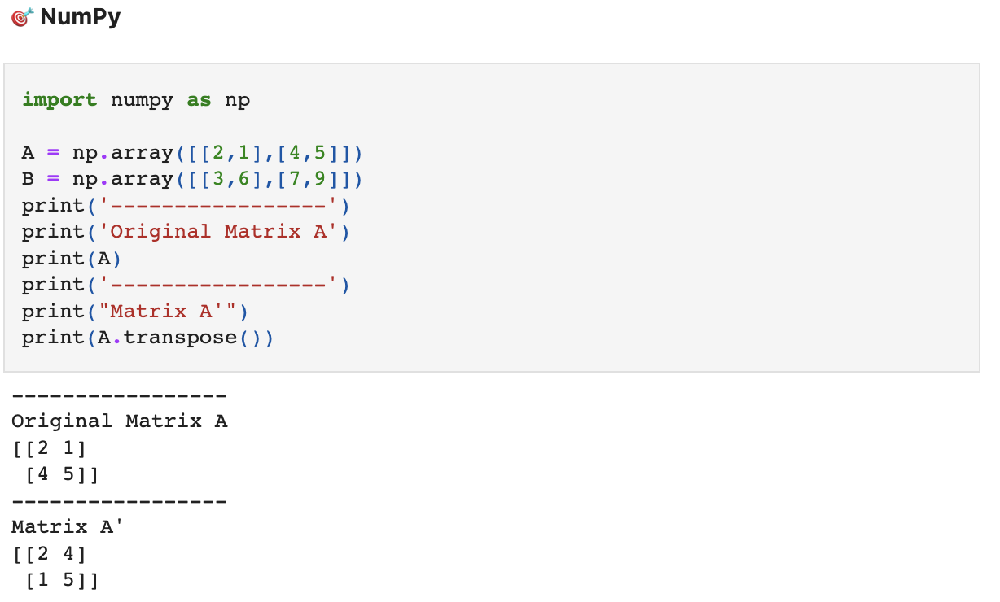 🎯 NumPy
import numpy as np
A = np.array([[2,1],[4,5]])
B = np.array([[3,6],[7,9]])
print('-----------------')
print('Original Matrix A')
print(A)
print('-----------------')
print("Matrix A'")
print(A.transpose())
-----------------
Original Matrix A
[[2 1]
 [4 5]]
-----------------
Matrix A'
[[2 4]
 [1 5]]